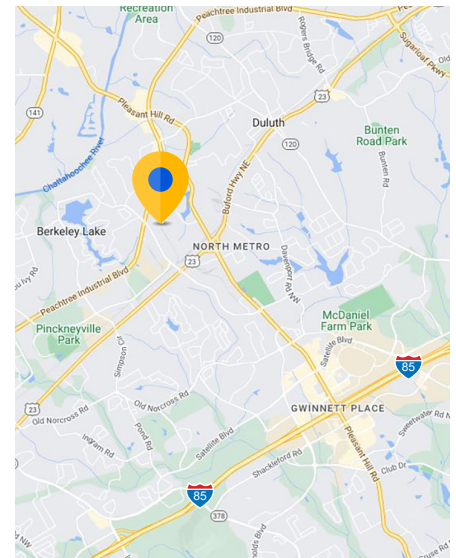 Recreation
Area
Peachtree Industrial Blvd
120
Rogers Bridge Rd
Sugarloaf Pkwy
23
141
Pleasant Hill Rd
Duluth
120
Bunten
Road Park
Bunten Rd
Chattahoochee River
Buford Hwy NE
Berkeley Lake
NORTH METRO
23
Davenport Rd NW
Peachtree Industrial Blvd
McDaniel
Farm Park
Pinckneyville
Park
Simpson Cir
Satellite Blvd
85
23
Old Norcross Rd
Old Norcross Rd
GWINNETT PLACE
Sweetwater Rd
Pond Rd
Ingram Rd
Satellite Blvd
Pleasant Hill Rd
Shackleford Rd
Club Dr
85
378